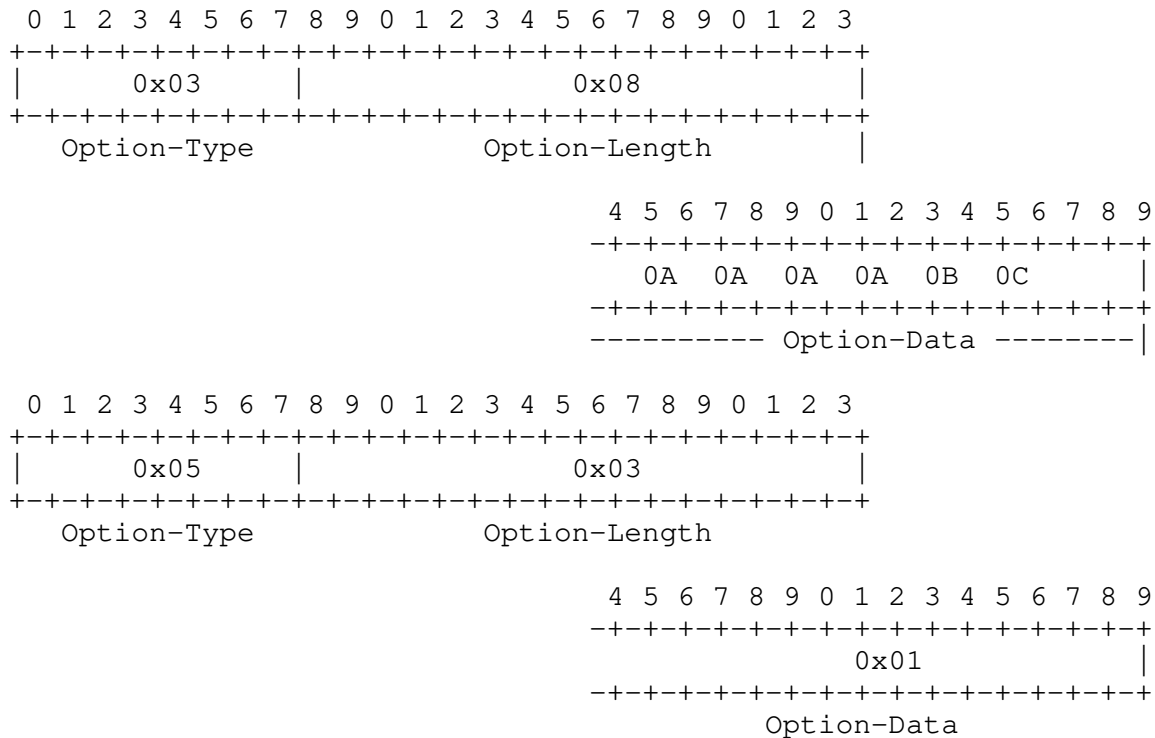 0 1 2 3 4 5 6 7 8 9 0 1 2 3 4 5 6 7 8 9 0 1 2 3
+-+-+-+-+-+-+-+-+-+-+-+-+-+-+-+-+-+-+-+-+-+-+-+-+
|      0x03     |               0x08            |
+-+-+-+-+-+-+-+-+-+-+-+-+-+-+-+-+-+-+-+-+-+-+-+-+
   Option-Type             Option-Length        |
                                  4 5 6 7 8 9 0 1 2 3 4 5 6 7 8 9
                                 -+-+-+-+-+-+-+-+-+-+-+-+-+-+-+-+
                                    0A  0A  0A  0A  0B  0C      |
                                 -+-+-+-+-+-+-+-+-+-+-+-+-+-+-+-+
                                 ---------- Option-Data --------|
 0 1 2 3 4 5 6 7 8 9 0 1 2 3 4 5 6 7 8 9 0 1 2 3
+-+-+-+-+-+-+-+-+-+-+-+-+-+-+-+-+-+-+-+-+-+-+-+-+
|      0x05     |               0x03            |
+-+-+-+-+-+-+-+-+-+-+-+-+-+-+-+-+-+-+-+-+-+-+-+-+
   Option-Type             Option-Length
                                  4 5 6 7 8 9 0 1 2 3 4 5 6 7 8 9
                                 -+-+-+-+-+-+-+-+-+-+-+-+-+-+-+-+
                                                0x01            |
                                 -+-+-+-+-+-+-+-+-+-+-+-+-+-+-+-+
                                           Option-Data